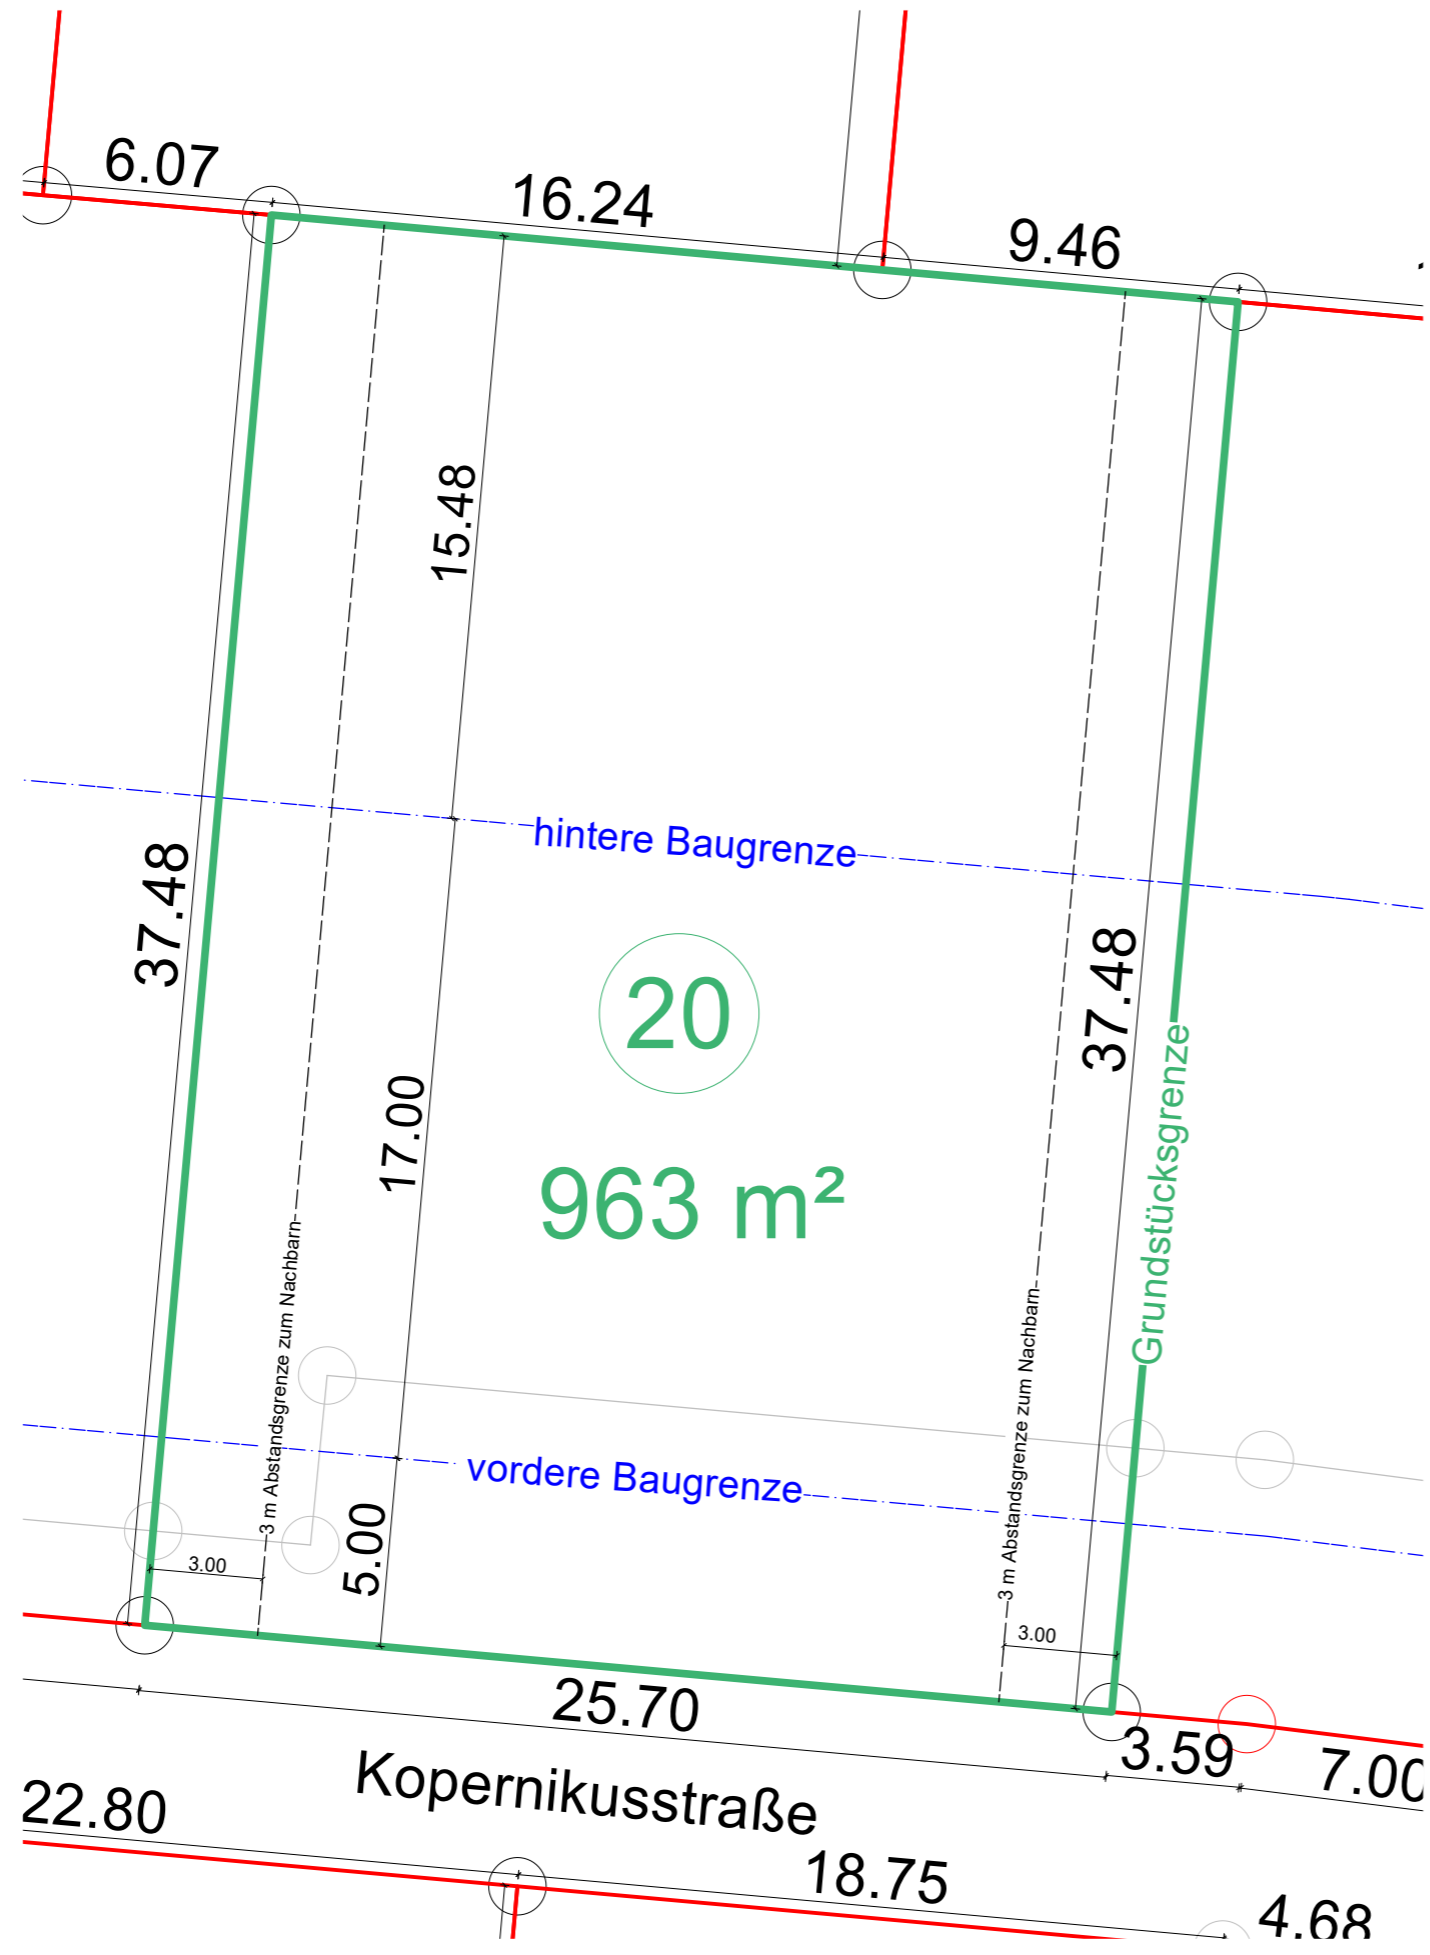 6.07
16.24
9.46
15.48
hintere Baugrenze
37.48
37.48
20
Grundstücksgrenze
17.00
963 m²
3 m Abstandsgrenze zum Nachbarn
3 m Abstandsgrenze zum Nachbarn
vordere Baugrenze
5.00
3.00
3.00
25.70
3.59
7.00
Kopernikusstraße
22.80
18.75
4.68